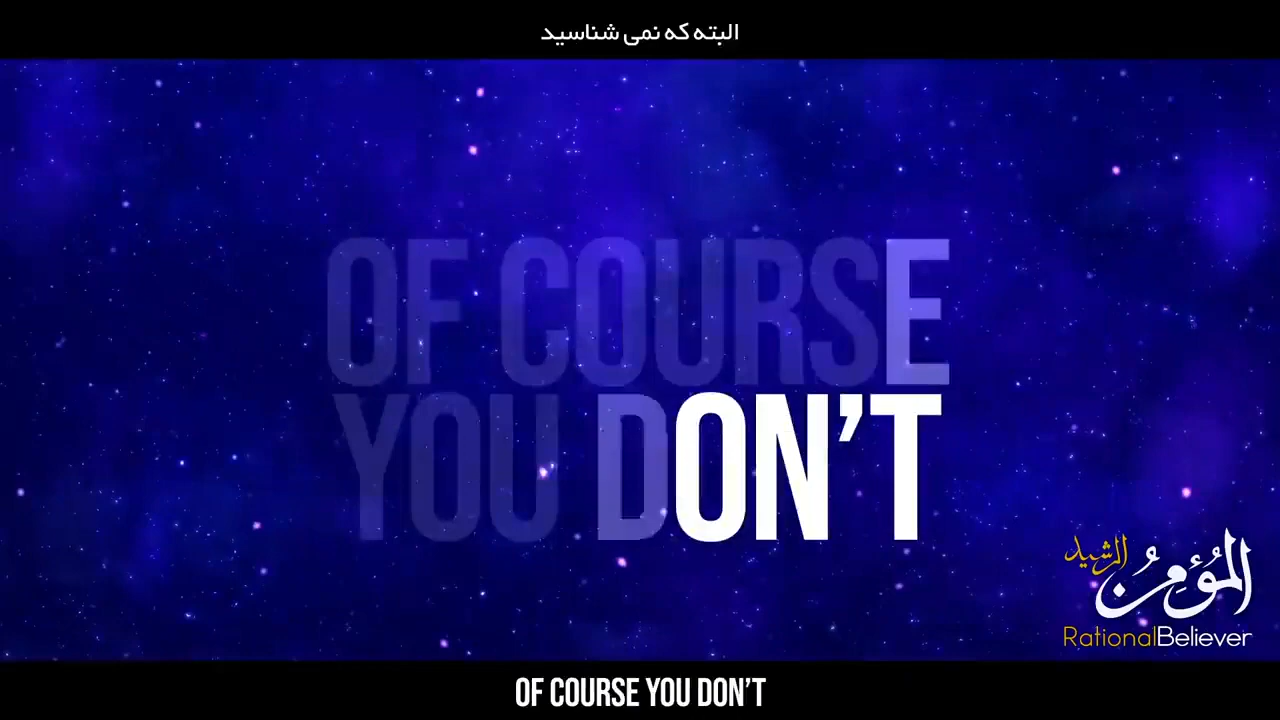 البته که نمی شناسید
OF COURSE
YOU DON'T
المؤمن الرشيد
RationalBeliever
OF COURSE YOU DON'T